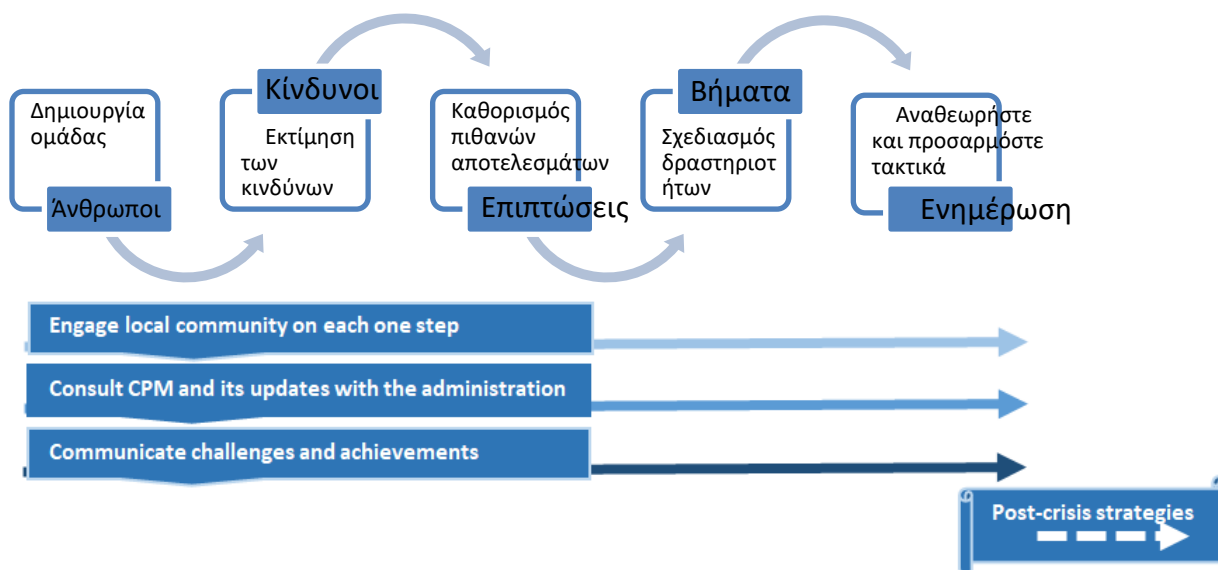 Δημιουργία
ομάδας
Άνθρωποι
Κίνδυνοι
Εκτίμηση
των
κινδύνων
Καθορισμός
πιθανών
αποτελεσμάτων
Επιπτώσεις
Βήματα
Σχεδιασμός
δραστηριοτ
ήτων
Αναθεωρήστε
και προσαρμόστε
τακτικά
Ενημέρωση
Engage local community on each one step
Consult CPM and its updates with the administration
Communicate challenges and achievements
Post-crisis strategies